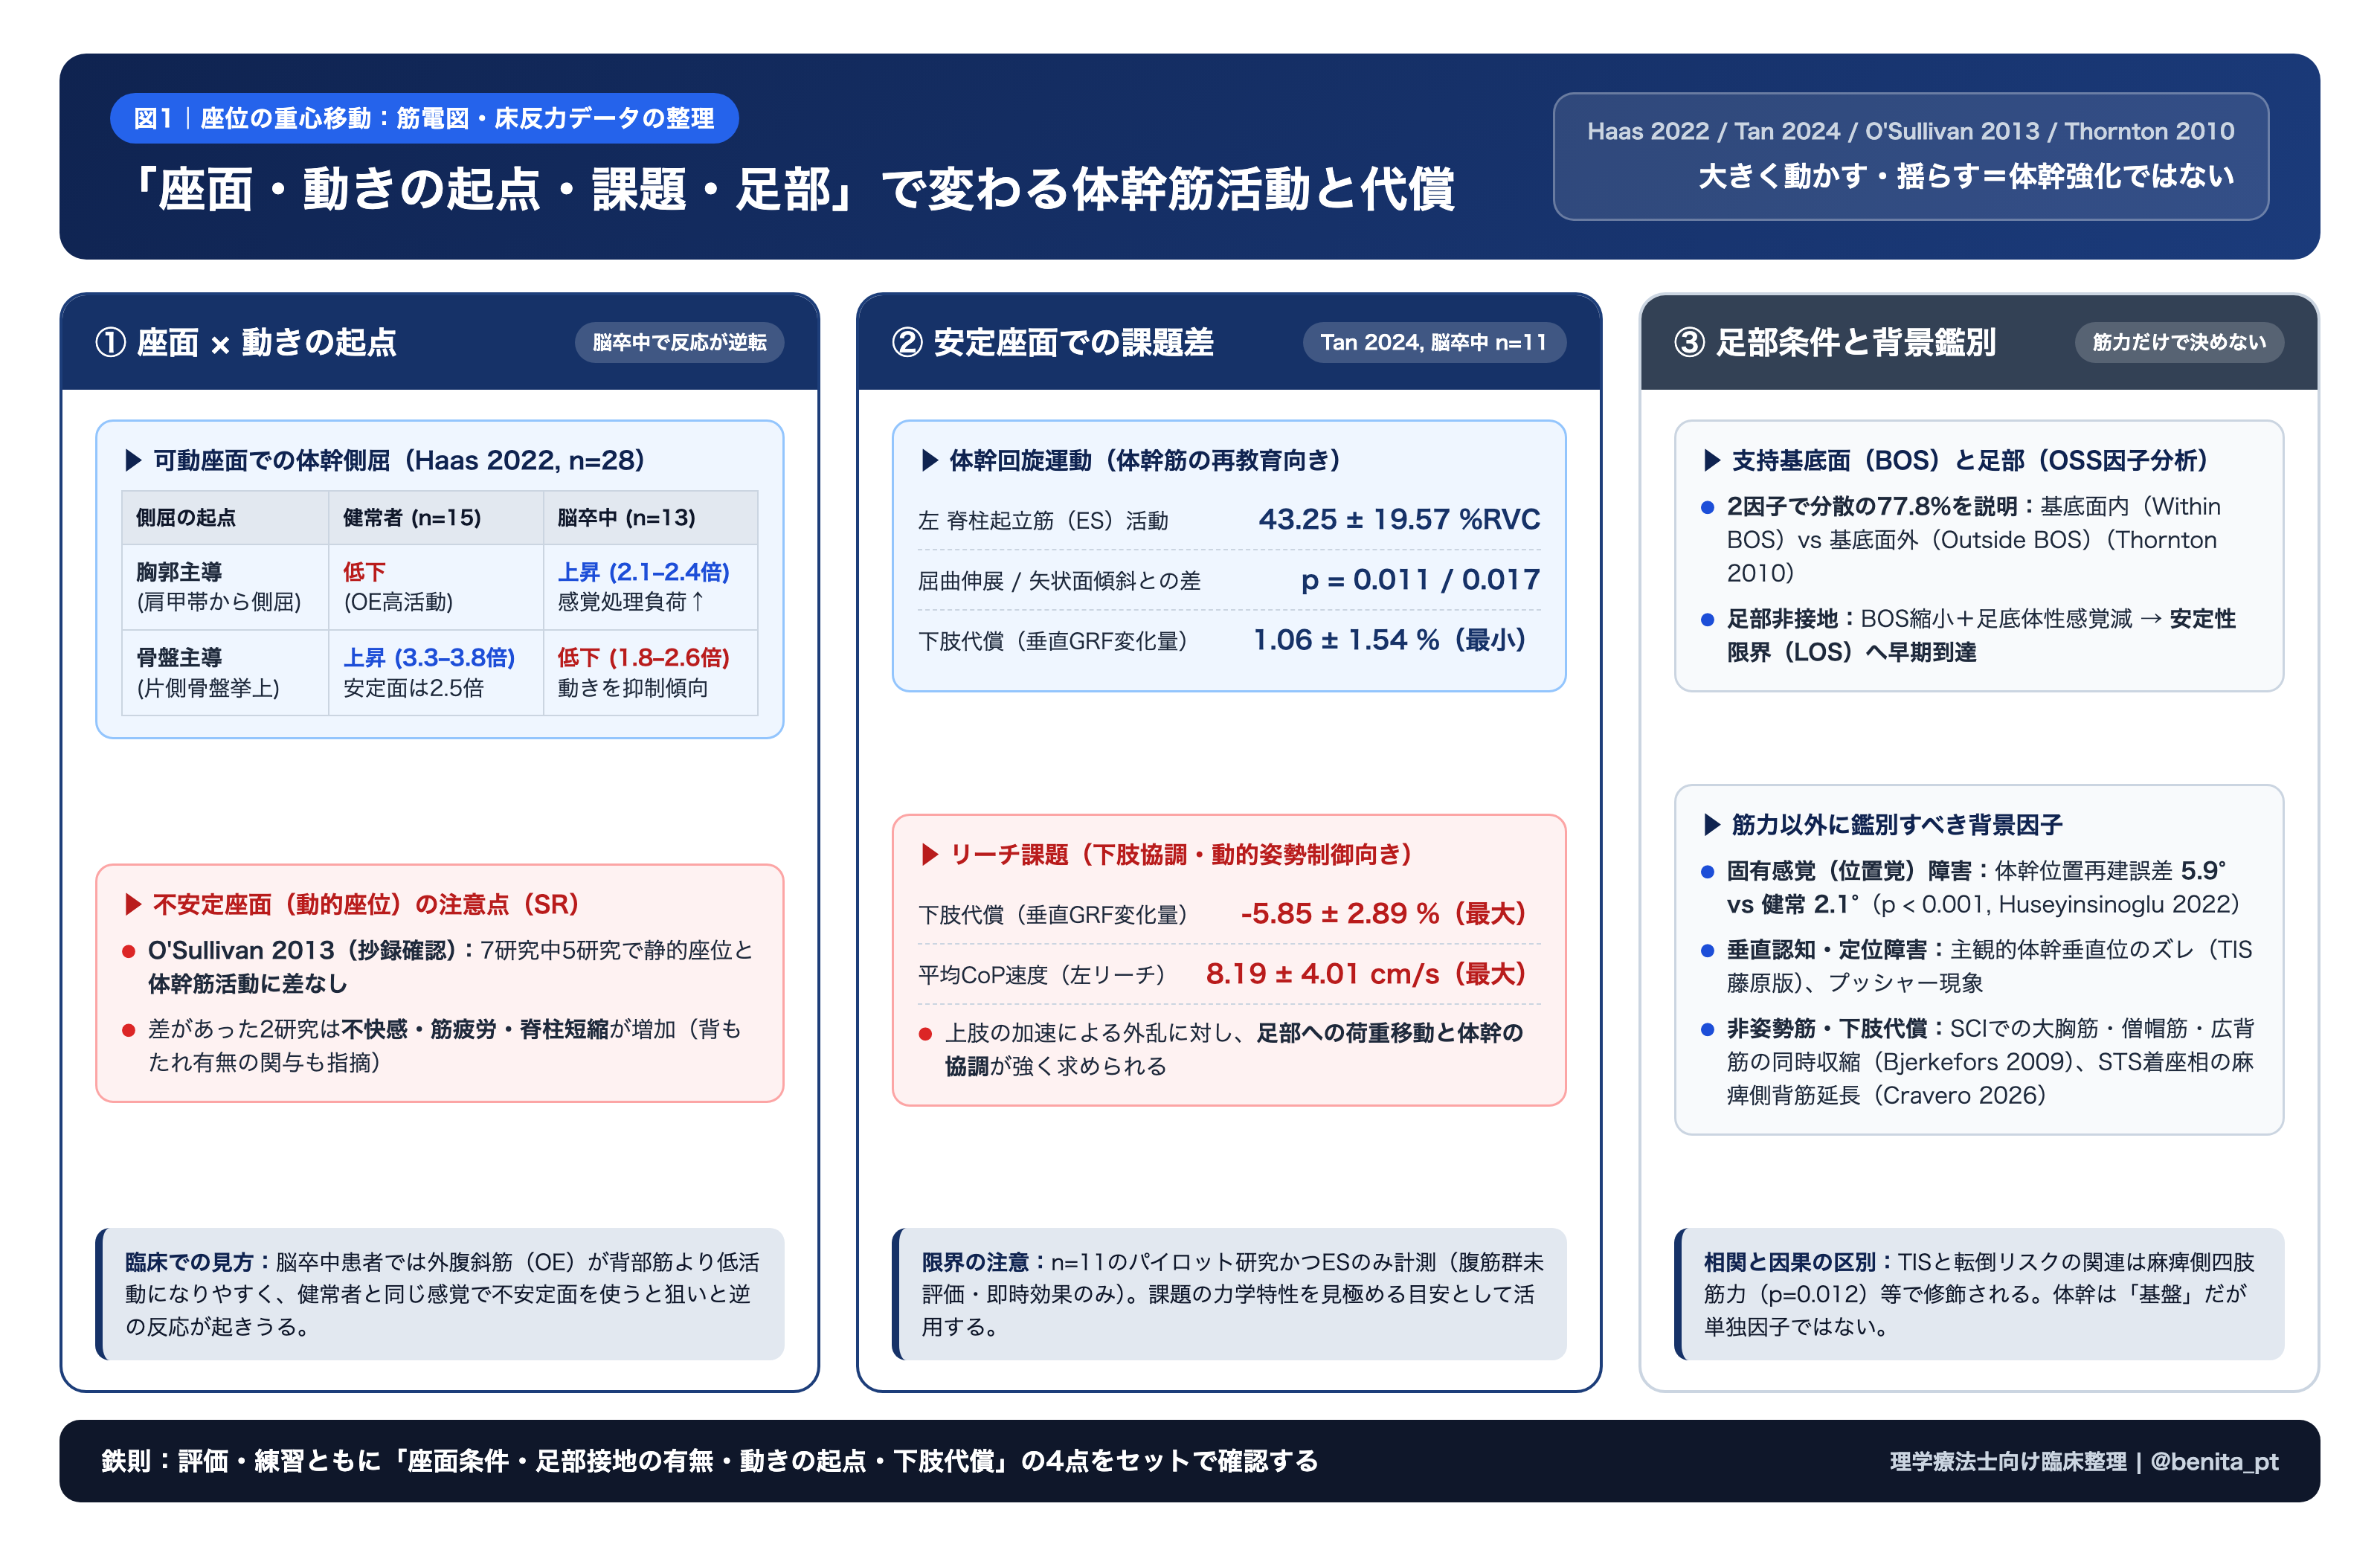 図1｜座位の重心移動：筋電図・床反力データの整理
「座面・動きの起点・課題・足部」で変わる体幹筋活動と代償
Haas 2022 / Tan 2024 / O'Sullivan 2013 / Thornton 2010
大きく動かす・揺らす＝体幹強化ではない
① 座面 × 動きの起点
脳卒中で反応が逆転
▶ 可動座面での体幹側屈（Haas 2022, n=28）
側屈の起点 健常者 (n=15) 脳卒中 (n=13)
胸郭主導 低下 上昇 (2.1–2.4倍)
(肩甲帯から側屈) (OE高活動) 感覚処理負荷↑
骨盤主導 上昇 (3.3–3.8倍) 低下 (1.8–2.6倍)
(片側骨盤挙上) 安定面は2.5倍 動きを抑制傾向
▶ 不安定座面（動的座位）の注意点（SR）
O'Sullivan 2013（抄録確認）：7研究中5研究で静的座位と
体幹筋活動に差なし
差があった2研究は不快感・筋疲労・脊柱短縮が増加（背も
たれ有無の関与も指摘）
臨床での見方：脳卒中患者では外腹斜筋（OE）が背部筋より低活
動になりやすく、健常者と同じ感覚で不安定面を使うと狙いと逆
の反応が起きうる。
② 安定座面での課題差
Tan 2024, 脳卒中 n=11
▶ 体幹回旋運動（体幹筋の再教育向き）
左 脊柱起立筋（ES）活動 43.25 ± 19.57 %RVC
屈曲伸展 / 矢状面傾斜との差 p = 0.011 / 0.017
下肢代償（垂直GRF変化量） 1.06 ± 1.54 %（最小）
▶ リーチ課題（下肢協調・動的姿勢制御向き）
下肢代償（垂直GRF変化量） -5.85 ± 2.89 %（最大）
平均CoP速度（左リーチ） 8.19 ± 4.01 cm/s（最大）
上肢の加速による外乱に対し、足部への荷重移動と体幹の
協調が強く求められる
限界の注意：n=11のパイロット研究かつESのみ計測（腹筋群未
評価・即時効果のみ）。課題の力学特性を見極める目安として活
用する。
③ 足部条件と背景鑑別
筋力だけで決めない
▶ 支持基底面（BOS）と足部（OSS因子分析）
2因子で分散の77.8%を説明：基底面内（Within
BOS）vs 基底面外（Outside BOS）（Thornton
2010）
足部非接地：BOS縮小＋足底体性感覚減 → 安定性
限界（LOS）へ早期到達
▶ 筋力以外に鑑別すべき背景因子
固有感覚（位置覚）障害：体幹位置再建誤差 5.9°
vs 健常 2.1°（p < 0.001, Huseyinsinoglu 2022）
垂直認知・定位障害：主観的体幹垂直位のズレ（TIS
藤原版）、プッシャー現象
非姿勢筋・下肢代償：SCIでの大胸筋・僧帽筋・広背
筋の同時収縮（Bjerkefors 2009）、STS着座相の麻
痺側背筋延長（Cravero 2026）
相関と因果の区別：TISと転倒リスクの関連は麻痺側四肢
筋力（p=0.012）等で修飾される。体幹は「基盤」だが
単独因子ではない。
鉄則：評価・練習ともに「座面条件・足部接地の有無・動きの起点・下肢代償」の4点をセットで確認する
理学療法士向け臨床整理 | @benita_pt